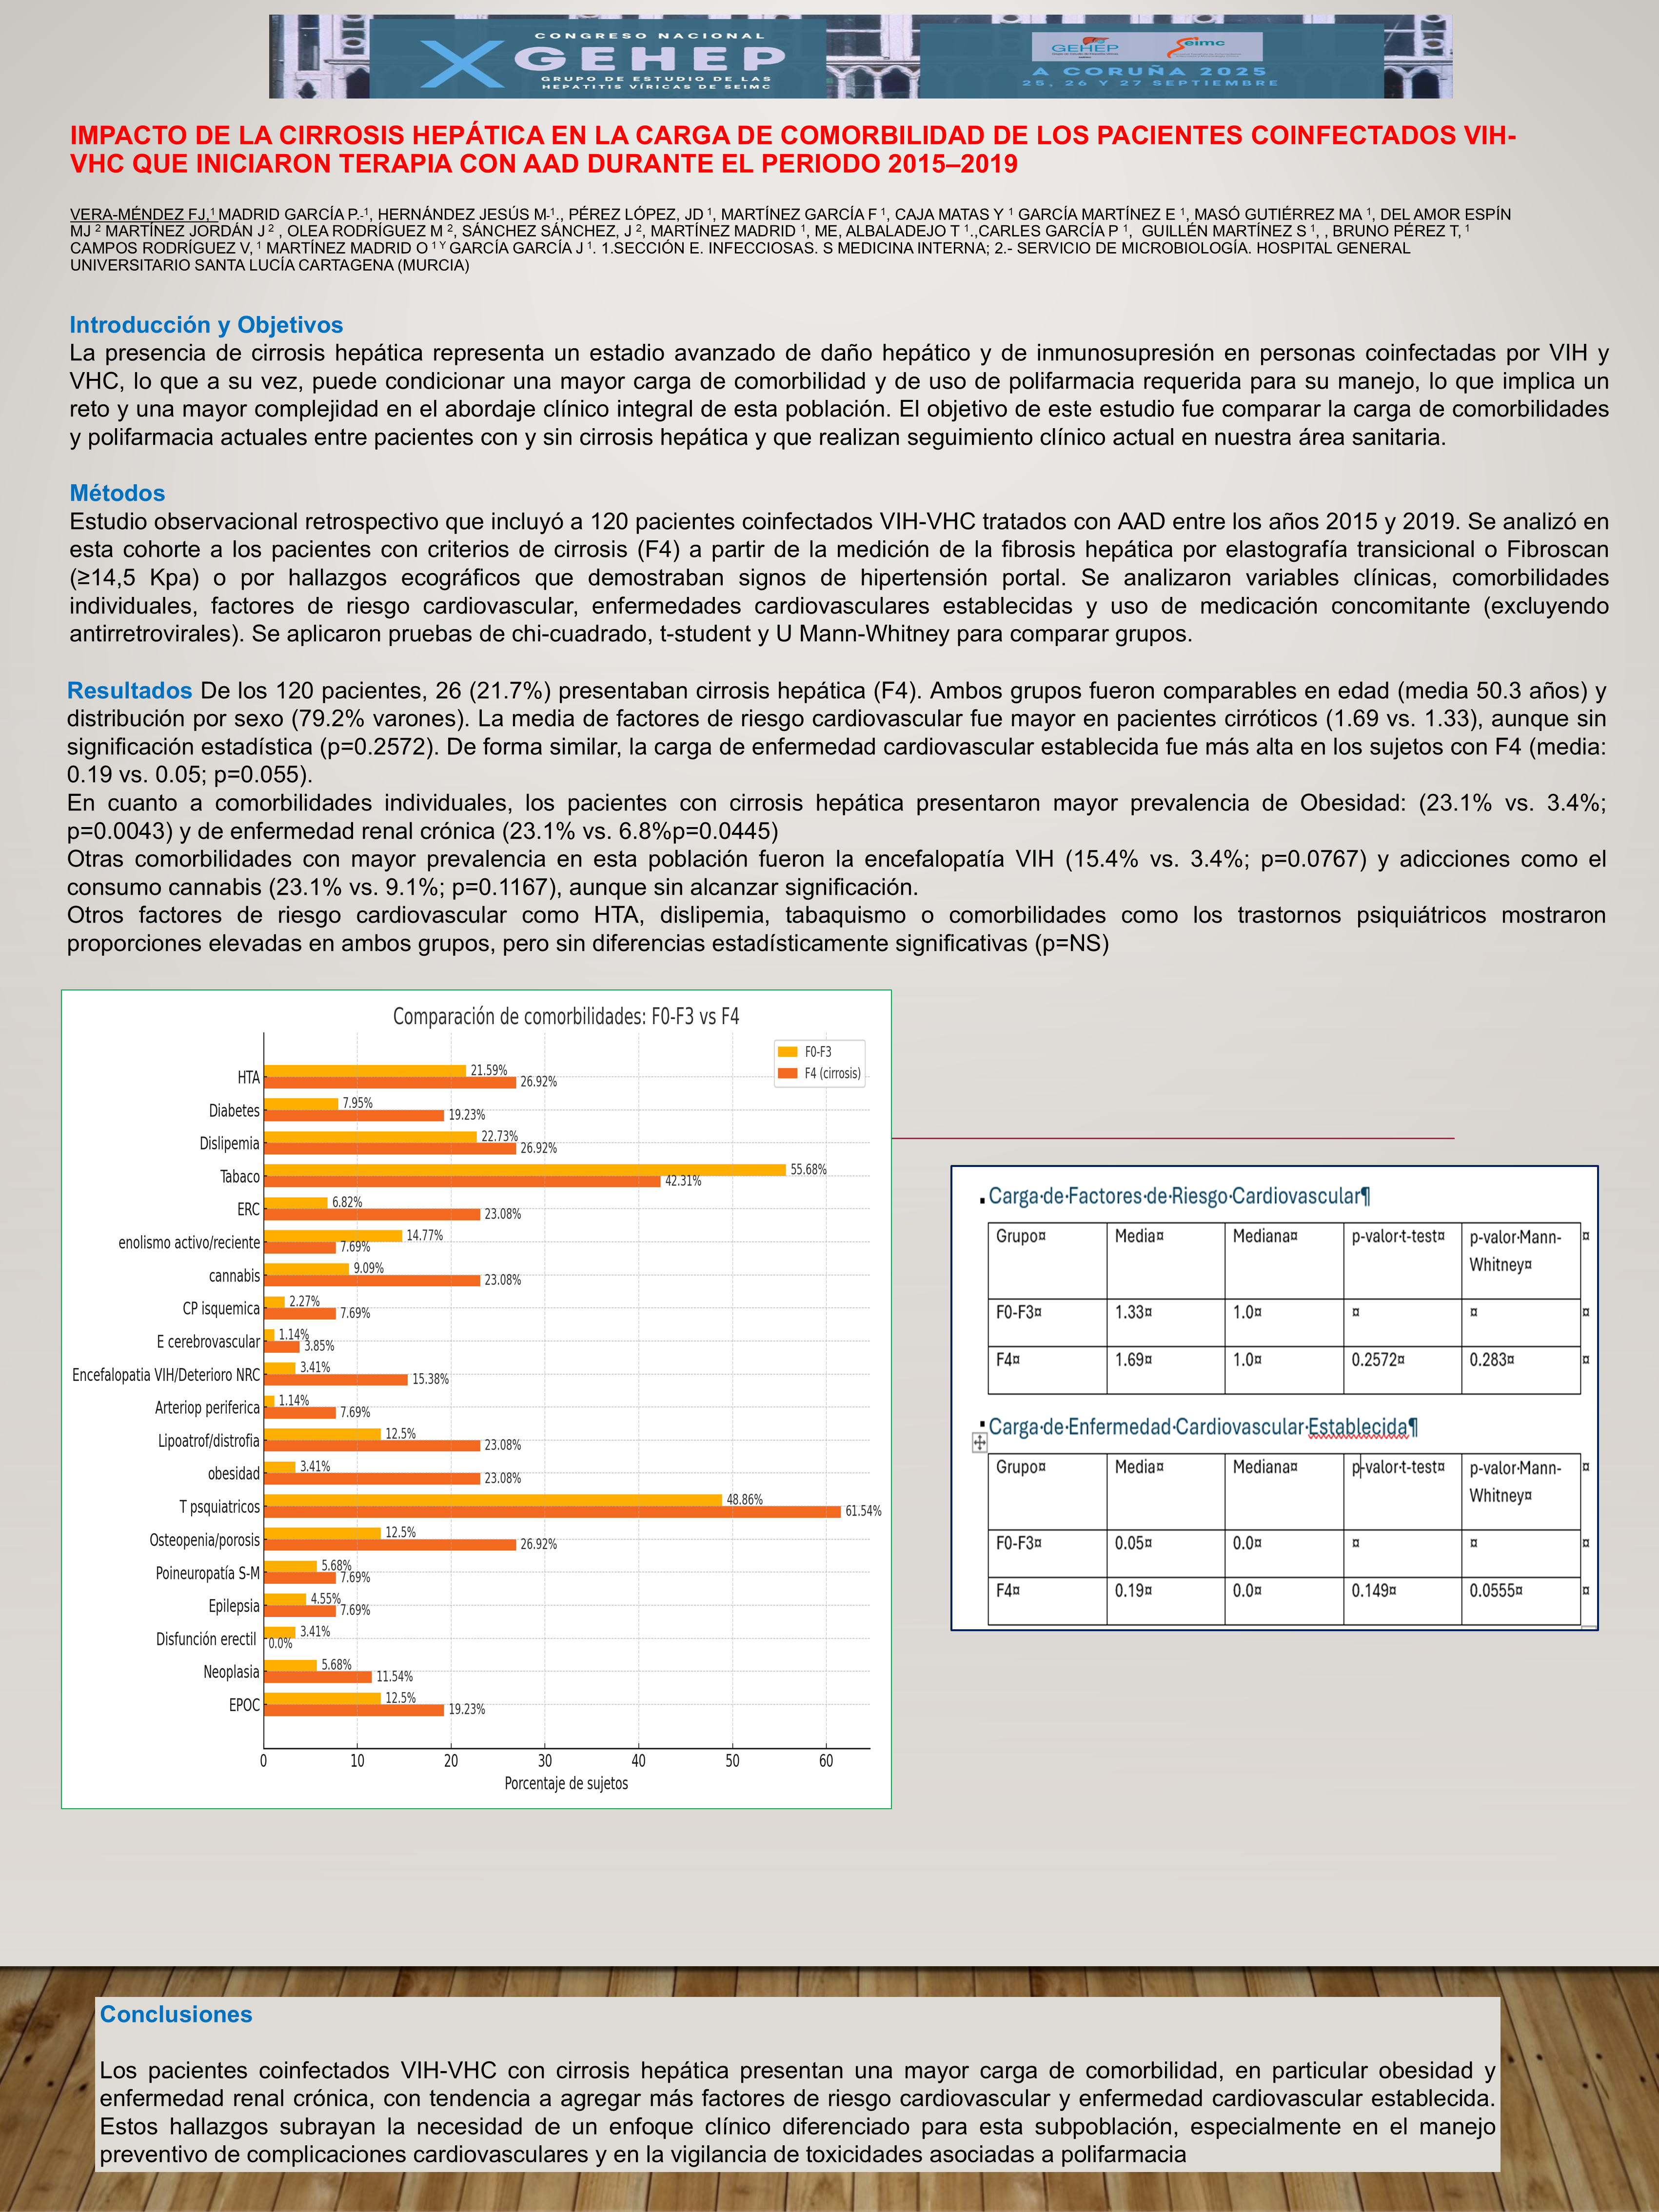 CONGRESO NACIONAL
X GEHEP
GRUPO DE ESTUDIO DE LAS
HEPATITIS VÍRICAS DE SEIMC
GEHEP
Seimc
A CORUÑA 2025
25, 26 Y 27 SEPTIEMBRE
IMPACTO DE LA CIRROSIS HEPÁTICA EN LA CARGA DE COMORBILIDAD DE LOS PACIENTES COINFECTADOS VIH-
VHC QUE INICIARON TERAPIA CON AAD DURANTE EL PERIODO 2015–2019
VERA-MÉNDEZ FJ,¹ MADRID GARCÍA P.-¹, HERNÁNDEZ JESÚS M-¹., PÉREZ LÓPEZ, JD ¹, MARTÍNEZ GARCÍA F ¹, CAJA MATAS Y ¹ GARCÍA MARTÍNEZ E ¹, MASÓ GUTIÉRREZ MA ¹, DEL AMOR ESPÍN
MJ ² MARTÍNEZ JORDÁN J ² , OLEA RODRÍGUEZ M ², SÁNCHEZ SÁNCHEZ, J ², MARTÍNEZ MADRID ¹, ME, ALBALADEJO T ¹.,CARLES GARCÍA P ¹, GUILLÉN MARTÍNEZ S ¹, , BRUNO PÉREZ T, ¹
CAMPOS RODRÍGUEZ V, ¹ MARTÍNEZ MADRID O ¹ Y GARCÍA GARCÍA J ¹. 1.SECCIÓN E. INFECCIOSAS. S MEDICINA INTERNA; 2.- SERVICIO DE MICROBIOLOGÍA. HOSPITAL GENERAL
UNIVERSITARIO SANTA LUCÍA CARTAGENA (MURCIA)
Introducción y Objetivos
La presencia de cirrosis hepática representa un estadio avanzado de daño hepático y de inmunosupresión en personas coinfectadas por VIH y
VHC, lo que a su vez, puede condicionar una mayor carga de comorbilidad y de uso de polifarmacia requerida para su manejo, lo que implica un
reto y una mayor complejidad en el abordaje clínico integral de esta población. El objetivo de este estudio fue comparar la carga de comorbilidades
y polifarmacia actuales entre pacientes con y sin cirrosis hepática y que realizan seguimiento clínico actual en nuestra área sanitaria.
Métodos
Estudio observacional retrospectivo que incluyó a 120 pacientes coinfectados VIH-VHC tratados con AAD entre los años 2015 y 2019. Se analizó en
esta cohorte a los pacientes con criterios de cirrosis (F4) a partir de la medición de la fibrosis hepática por elastografía transicional o Fibroscan
(≥14,5 Kpa) o por hallazgos ecográficos que demostraban signos de hipertensión portal. Se analizaron variables clínicas, comorbilidades
individuales, factores de riesgo cardiovascular, enfermedades cardiovasculares establecidas y uso de medicación concomitante (excluyendo
antirretrovirales). Se aplicaron pruebas de chi-cuadrado, t-student y U Mann-Whitney para comparar grupos.
Resultados De los 120 pacientes, 26 (21.7%) presentaban cirrosis hepática (F4). Ambos grupos fueron comparables en edad (media 50.3 años) y
distribución por sexo (79.2% varones). La media de factores de riesgo cardiovascular fue mayor en pacientes cirróticos (1.69 vs. 1.33), aunque sin
significación estadística (p=0.2572). De forma similar, la carga de enfermedad cardiovascular establecida fue más alta en los sujetos con F4 (media:
0.19 vs. 0.05; p=0.055).
En cuanto a comorbilidades individuales, los pacientes con cirrosis hepática presentaron mayor prevalencia de Obesidad: (23.1% vs. 3.4%;
p=0.0043) y de enfermedad renal crónica (23.1% vs. 6.8%p=0.0445)
Otras comorbilidades con mayor prevalencia en esta población fueron la encefalopatía VIH (15.4% vs. 3.4%; p=0.0767) y adicciones como el
consumo cannabis (23.1% vs. 9.1%; p=0.1167), aunque sin alcanzar significación.
Otros factores de riesgo cardiovascular como HTA, dislipemia, tabaquismo o comorbilidades como los trastornos psiquiátricos mostraron
proporciones elevadas en ambos grupos, pero sin diferencias estadísticamente significativas (p=NS)
Comparación de comorbilidades: F0-F3 vs F4
F0-F3
F4 (cirrosis)
HTA 21.59% 26.92%
Diabetes 7.95% 19.23%
Dislipemia 22.73% 26.92%
Tabaco 55.68% 42.31%
ERC 6.82% 23.08%
enolismo activo/reciente 14.77% 7.69%
cannabis 9.09% 23.08%
CP isquemica 2.27% 7.69%
E cerebrovascular 1.14% 3.85%
Encefalopatia VIH/Deterioro NRC 3.41% 15.38%
Arteriop periferica 1.14% 7.69%
Lipoatrof/distrofia 12.5% 23.08%
obesidad 3.41% 23.08%
T psquiatricos 48.86% 61.54%
Osteopenia/porosis 12.5% 26.92%
Poineuropatía S-M 5.68% 7.69%
Epilepsia 4.55% 7.69%
Disfunción erectil 3.41% 0.0%
Neoplasia 5.68% 11.54%
EPOC 12.5% 19.23%
0 10 20 30 40 50 60
Porcentaje de sujetos
▪Carga·de·Factores·de·Riesgo·Cardiovascular¶
Grupo¤ Media¤ Mediana¤ p-valor·t-test¤ p-valor·Mann-
Whitney¤ ¤
F0-F3¤ 1.33¤ 1.0¤ ¤ ¤ ¤
F4¤ 1.69¤ 1.0¤ 0.2572¤ 0.283¤ ¤
▪Carga·de·Enfermedad·Cardiovascular·Establecida¶
Grupo¤ Media¤ Mediana¤ p-valor·t-test¤ p-valor·Mann-
Whitney¤ ¤
F0-F3¤ 0.05¤ 0.0¤ ¤ ¤ ¤
F4¤ 0.19¤ 0.0¤ 0.149¤ 0.0555¤ ¤
Conclusiones
Los pacientes coinfectados VIH-VHC con cirrosis hepática presentan una mayor carga de comorbilidad, en particular obesidad y
enfermedad renal crónica, con tendencia a agregar más factores de riesgo cardiovascular y enfermedad cardiovascular establecida.
Estos hallazgos subrayan la necesidad de un enfoque clínico diferenciado para esta subpoblación, especialmente en el manejo
preventivo de complicaciones cardiovasculares y en la vigilancia de toxicidades asociadas a polifarmacia